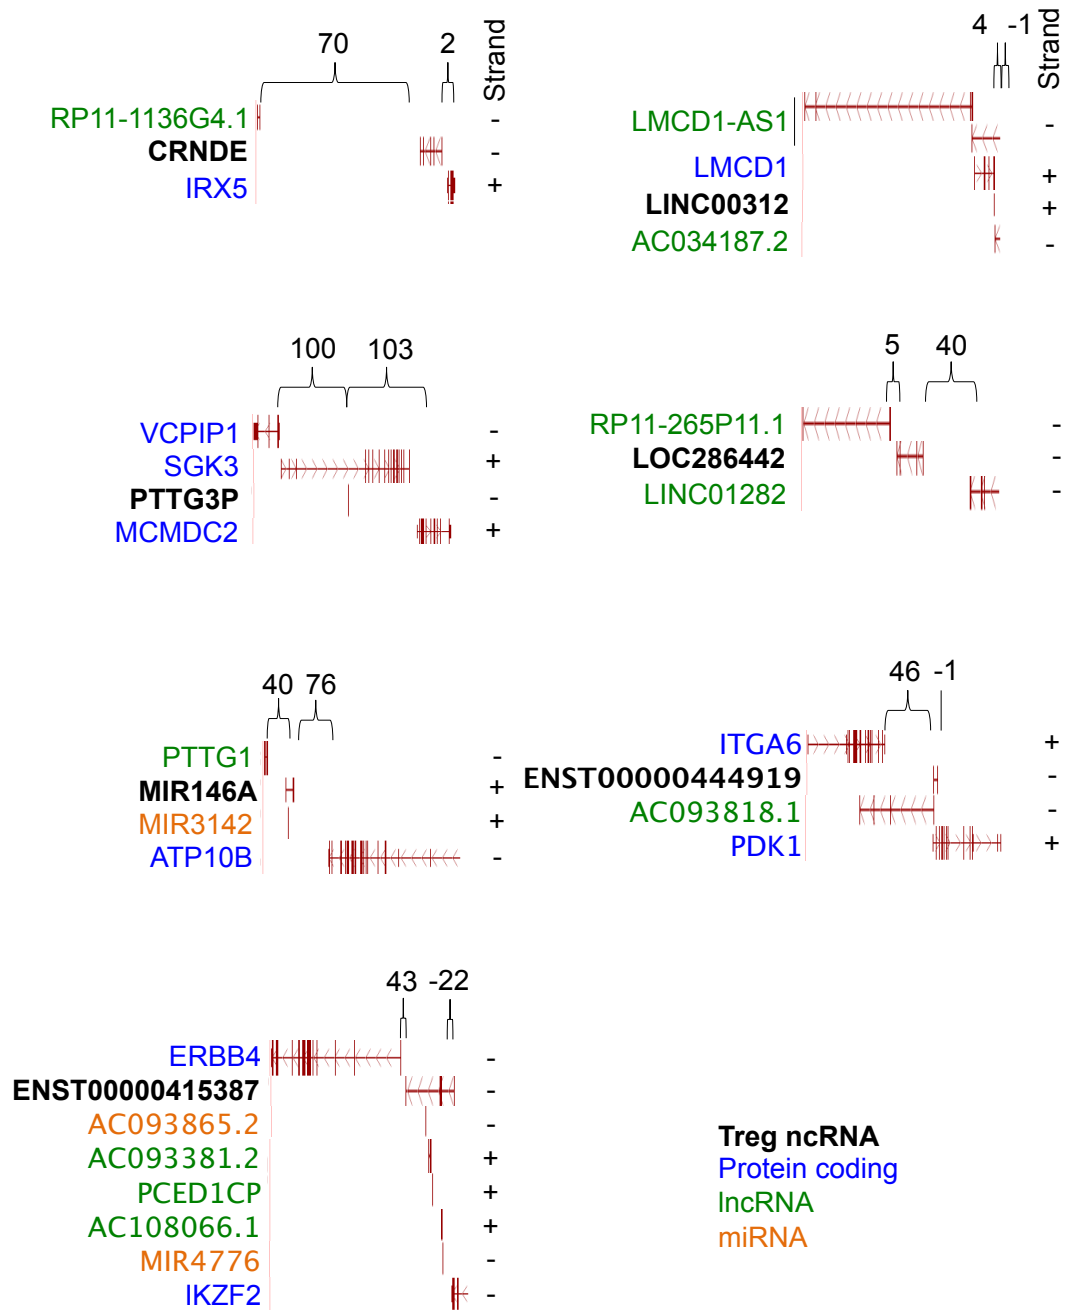 70 2 Strand
RP11-1136G4.1 -
CRNDE -
IRX5 +
4 -1 Strand
LMCD1-AS1 -
LMCD1 +
LINC00312 +
AC034187.2 -
100 103
VCPIP1 -
SGK3 +
PTTG3P -
MCMDC2 +
5 40
RP11-265P11.1 -
LOC286442 -
LINC01282 -
40 76
PTTG1 -
MIR146A +
MIR3142 +
ATP10B -
46 -1
ITGA6 +
ENST00000444919 -
AC093818.1 -
PDK1 +
43 -22
ERBB4 -
ENST00000415387 -
AC093865.2 -
AC093381.2 +
PCED1CP +
AC108066.1 +
MIR4776 -
IKZF2 -
Treg ncRNA
Protein coding
lncRNA
miRNA